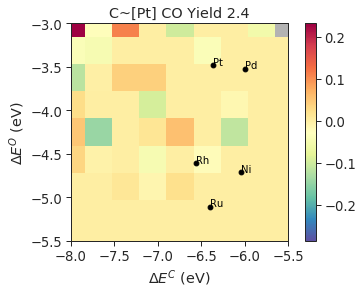 C~[Pt] CO Yield 2.4
−3.0
−3.5
−4.0
−4.5
−5.0
−5.5
ΔE^O (eV)
Pt
Pd
Rh
Ni
Ru
−8.0 −7.5 −7.0 −6.5 −6.0 −5.5
ΔE^C (eV)
0.2
0.1
0.0
−0.1
−0.2